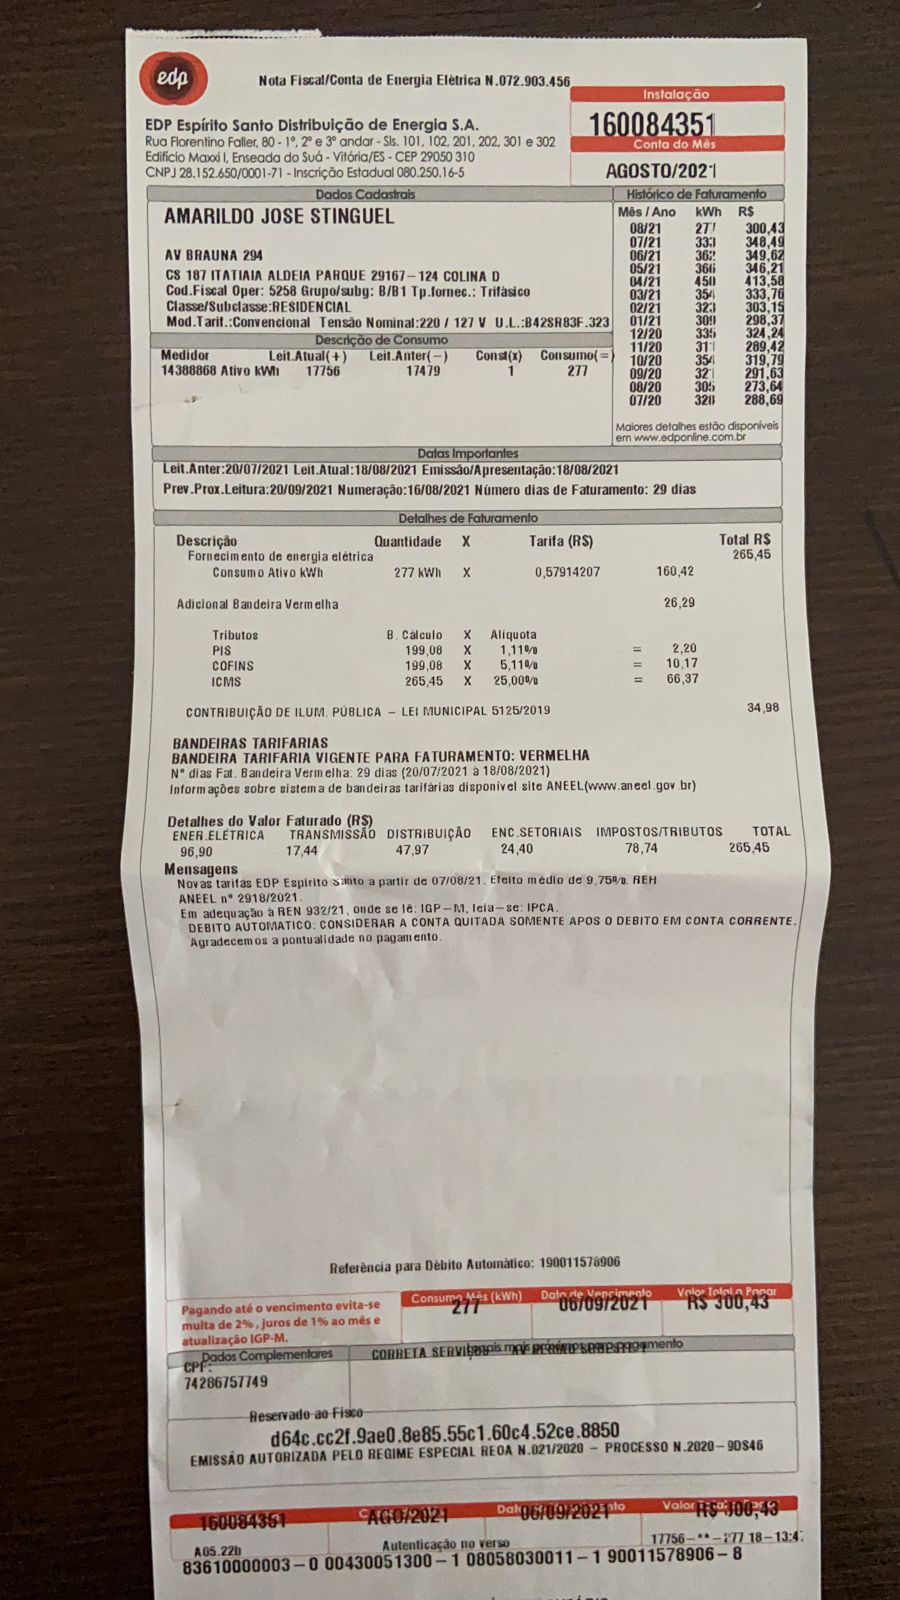 edp
Nota Fiscal/Conta de Energia Elétrica N.072.903.456
Instalação
160084351
Conta do Mês
AGOSTO/2021
EDP Espírito Santo Distribuição de Energia S.A.
Rua Florentino Faller, 80 - 1º, 2º e 3º andar - Sls. 101, 102, 201, 202, 301 e 302
Edifício Maxxi I, Enseada do Suá - Vitória/ES - CEP 29050 310
CNPJ 28.152.650/0001-71 - Inscrição Estadual 080.250.16-5
Dados Cadastrais
AMARILDO JOSE STINGUEL
AV BRAUNA 294
CS 187 ITATIAIA ALDEIA PARQUE 29167-124 COLINA D
Cod.Fiscal Oper: 5258 Grupo/subg: B/B1 Tp.fornec.: Trifásico
Classe/Subclasse:RESIDENCIAL
Mod.Tarif.:Convencional Tensão Nominal:220 / 127 V U.L.:B42SR83F.323
Histórico de Faturamento
Mês / Ano kWh R$
08/21 277 300,43
07/21 333 348,49
06/21 362 349,62
05/21 366 346,21
04/21 450 413,58
03/21 354 333,76
02/21 323 303,15
01/21 309 298,37
12/20 335 324,24
11/20 311 289,42
10/20 354 319,79
09/20 321 291,63
08/20 305 273,64
07/20 320 288,69
Maiores detalhes estão disponíveis
em www.edponline.com.br
Descrição de Consumo
Medidor Leit.Atual(+) Leit.Anter(-) Const(x) Consumo(=)
14388868 Ativo kWh 17756 17479 1 277
Datas Importantes
Leit.Anter:20/07/2021 Leit.Atual:18/08/2021 Emissão/Apresentação:18/08/2021
Prev.Prox.Leitura:20/09/2021 Numeração:16/08/2021 Número dias de Faturamento: 29 dias
Detalhes de Faturamento
Descrição Quantidade X Tarifa (R$) Total R$
Fornecimento de energia elétrica 265,45
Consumo Ativo kWh 277 kWh X 0,57914207 160,42
Adicional Bandeira Vermelha 26,29
Tributos B. Cálculo X Alíquota
PIS 199,08 X 1,11% = 2,20
COFINS 199,08 X 5,11% = 10,17
ICMS 265,45 X 25,00% = 66,37
CONTRIBUIÇÃO DE ILUM. PÚBLICA - LEI MUNICIPAL 5125/2019 34,98
BANDEIRAS TARIFARIAS
BANDEIRA TARIFARIA VIGENTE PARA FATURAMENTO: VERMELHA
Nº dias Fat. Bandeira Vermelha: 29 dias (20/07/2021 à 18/08/2021)
Informações sobre sistema de bandeiras tarifárias disponível site ANEEL(www.aneel.gov.br)
Detalhes do Valor Faturado (R$)
ENER.ELÉTRICA TRANSMISSÃO DISTRIBUIÇÃO ENC.SETORIAIS IMPOSTOS/TRIBUTOS TOTAL
96,90 17,44 47,97 24,40 78,74 265,45
Mensagens
Novas tarifas EDP Espirito Santo a partir de 07/08/21. Efeito médio de 9,75%. REH
ANEEL nº 2918/2021.
Em adequação à REN 932/21, onde se lê: IGP-M, leia-se: IPCA.
DEBITO AUTOMATICO: CONSIDERAR A CONTA QUITADA SOMENTE APOS O DEBITO EM CONTA CORRENTE.
Agradecemos a pontualidade no pagamento.
Referência para Débito Automático: 190011578906
Pagando até o vencimento evita-se
multa de 2%, juros de 1% ao mês e
atualização IGP-M.
Consumo Mês (kWh) Data de Vencimento Valor Total a Pagar
277 06/09/2021 R$ 300,43
Dados Complementares
Locais mais próximos para pagamento
CPF:
74286757749
CORRETA SERVIÇOS
Reservado ao Fisco
d64c.cc2f.9ae0.8e85.55c1.60c4.52ce.8850
EMISSÃO AUTORIZADA PELO REGIME ESPECIAL REOA N.021/2020 - PROCESSO N.2020-9DS46
160084351 AGO/2021 06/09/2021 R$ 300,43
A05.22b Autenticação no verso 17756-**-277 18-13:4
83610000003-0 00430051300-1 08058030011-1 90011578906-8